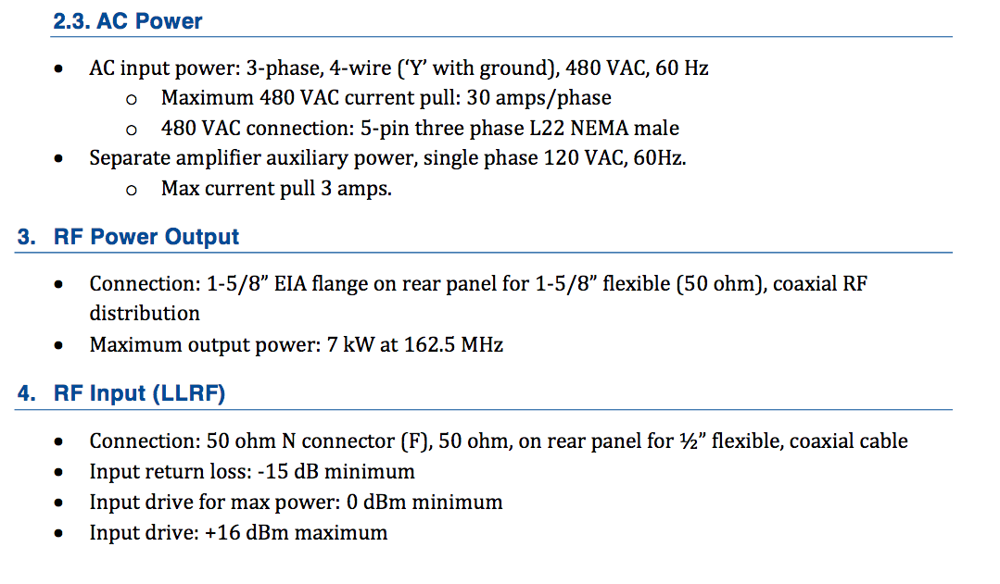 2.3. AC Power
• AC input power: 3-phase, 4-wire (‘Y’ with ground), 480 VAC, 60 Hz
o Maximum 480 VAC current pull: 30 amps/phase
o 480 VAC connection: 5-pin three phase L22 NEMA male
• Separate amplifier auxiliary power, single phase 120 VAC, 60Hz.
o Max current pull 3 amps.
3. RF Power Output
• Connection: 1-5/8” EIA flange on rear panel for 1-5/8” flexible (50 ohm), coaxial RF
distribution
• Maximum output power: 7 kW at 162.5 MHz
4. RF Input (LLRF)
• Connection: 50 ohm N connector (F), 50 ohm, on rear panel for ½” flexible, coaxial cable
• Input return loss: -15 dB minimum
• Input drive for max power: 0 dBm minimum
• Input drive: +16 dBm maximum